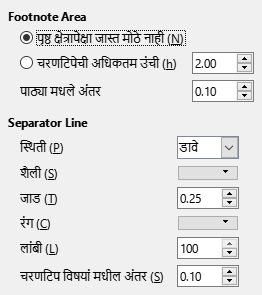 Footnote Area
पृष्ठ क्षेत्रापेक्षा जास्त मोठे नाही (N)
चरणटिपेची अधिकतम उंची (h) 2.00
पाठ्या मधले अंतर 0.10
Separator Line
स्थिती (P) डावे
शैली (S)
जाड (T) 0.25
रंग (C)
लांबी (L) 100
चरणटिप विषयां मधील अंतर (S) 0.10